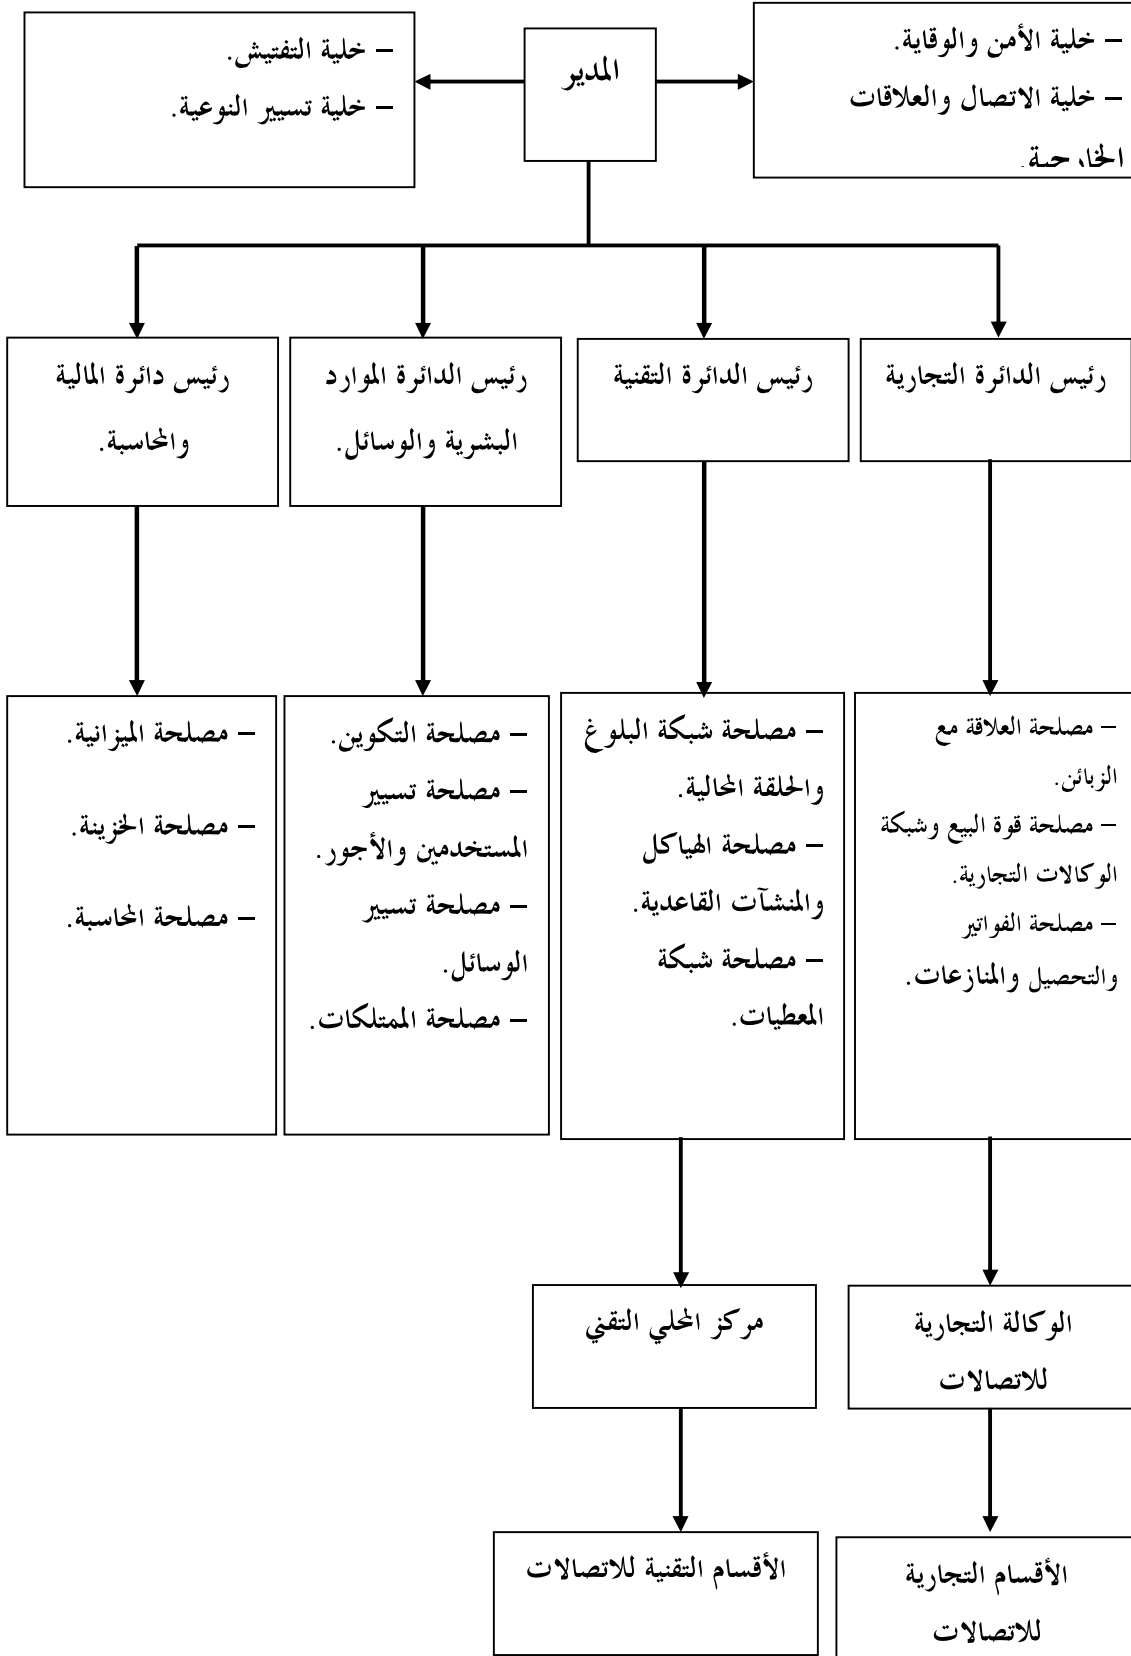 – خلية الأمن والوقاية.
– خلية الاتصال والعلاقات
الخارجية.
المدير
– خلية التفتيش.
– خلية تسيير النوعية.
رئيس الدائرة التجارية
رئيس الدائرة التقنية
رئيس الدائرة الموارد
البشرية والوسائل.
رئيس دائرة المالية
والمحاسبة.
– مصلحة العلاقة مع
الزبائن.
– مصلحة قوة البيع وشبكة
الوكالات التجارية.
– مصلحة الفواتير
والتحصيل والمنازعات.
– مصلحة شبكة البلوغ
والحلقة المحالية.
– مصلحة الهياكل
والمنشآت القاعدية.
– مصلحة شبكة
المعطيات.
– مصلحة التكوين.
– مصلحة تسيير
المستخدمين والأجور.
– مصلحة تسيير
الوسائل.
– مصلحة الممتلكات.
– مصلحة الميزانية.
– مصلحة الخزينة.
– مصلحة المحاسبة.
الوكالة التجارية
للاتصالات
مركز المحلي التقني
الأقسام التجارية
للاتصالات
الأقسام التقنية للاتصالات